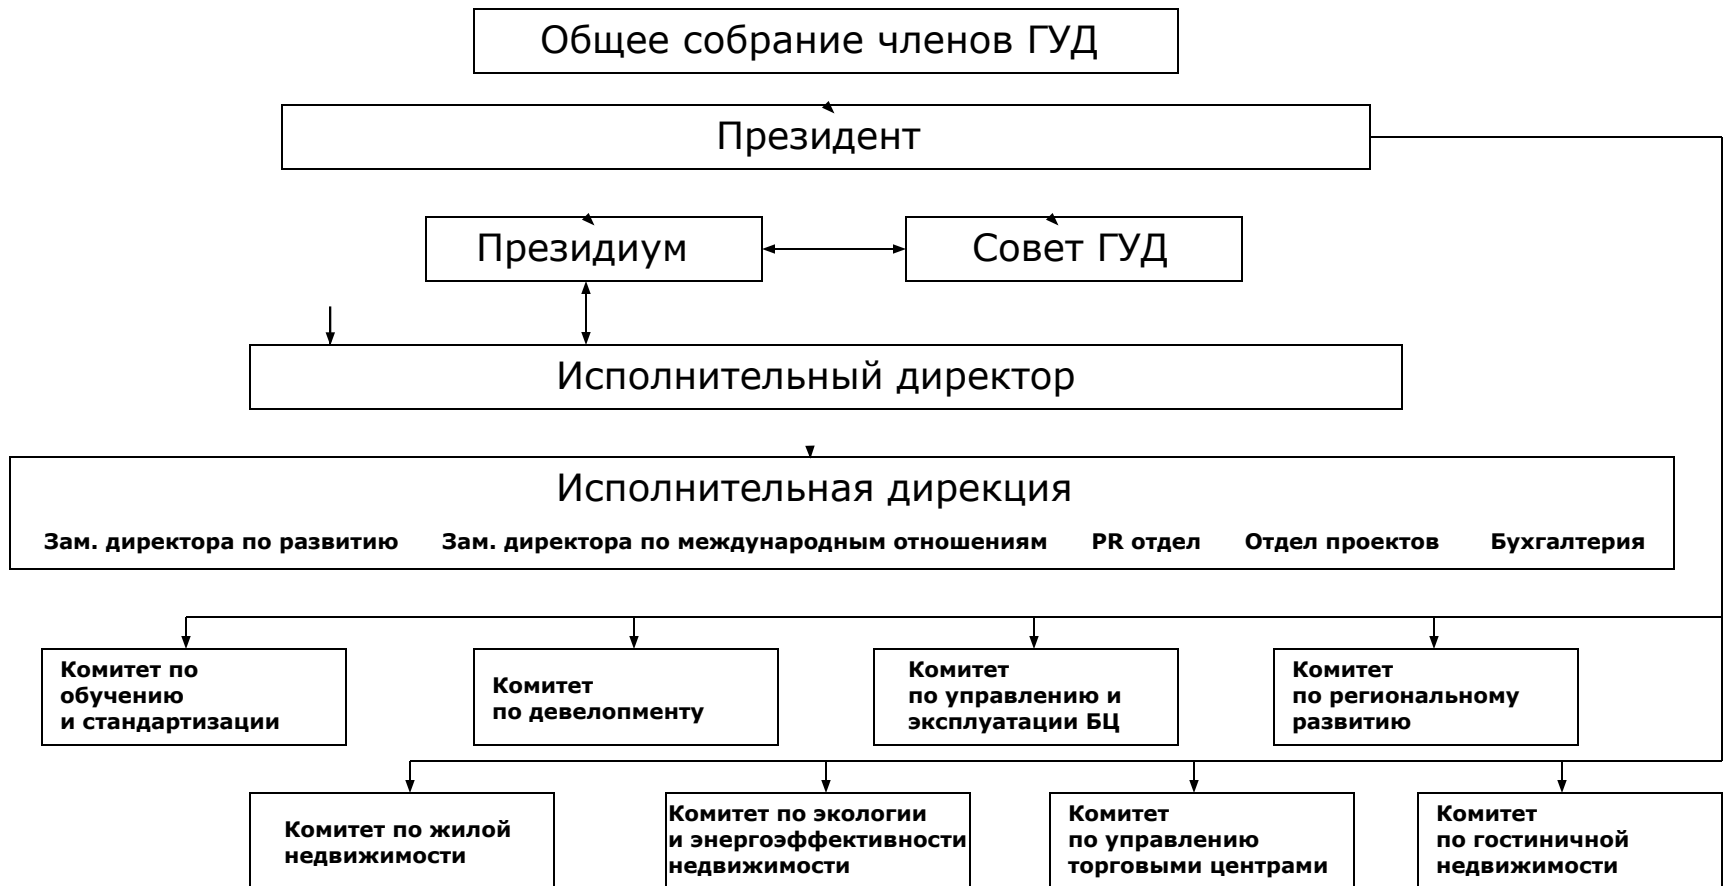 Общее собрание членов ГУД
Президент
Президиум
Совет ГУД
Исполнительный директор
Исполнительная дирекция
Зам. директора по развитию Зам. директора по международным отношениям PR отдел Отдел проектов Бухгалтерия
Комитет по
обучению
и стандартизации
Комитет
по девелопменту
Комитет
по управлению и
эксплуатации БЦ
Комитет
по региональному
развитию
Комитет по жилой
недвижимости
Комитет по экологии
и энергоэффективности
недвижимости
Комитет
по управлению
торговыми центрами
Комитет
по гостиничной
недвижимости